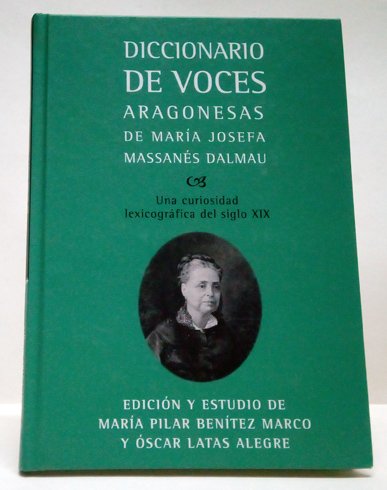 DICCIONARIO
DE VOCES
ARAGONESAS
DE MARÍA JOSEFA
MASSANÉS DALMAU
Una curiosidad
lexicográfica del siglo XIX
EDICIÓN Y ESTUDIO DE
MARÍA PILAR BENÍTEZ MARCO
Y ÓSCAR LATAS ALEGRE